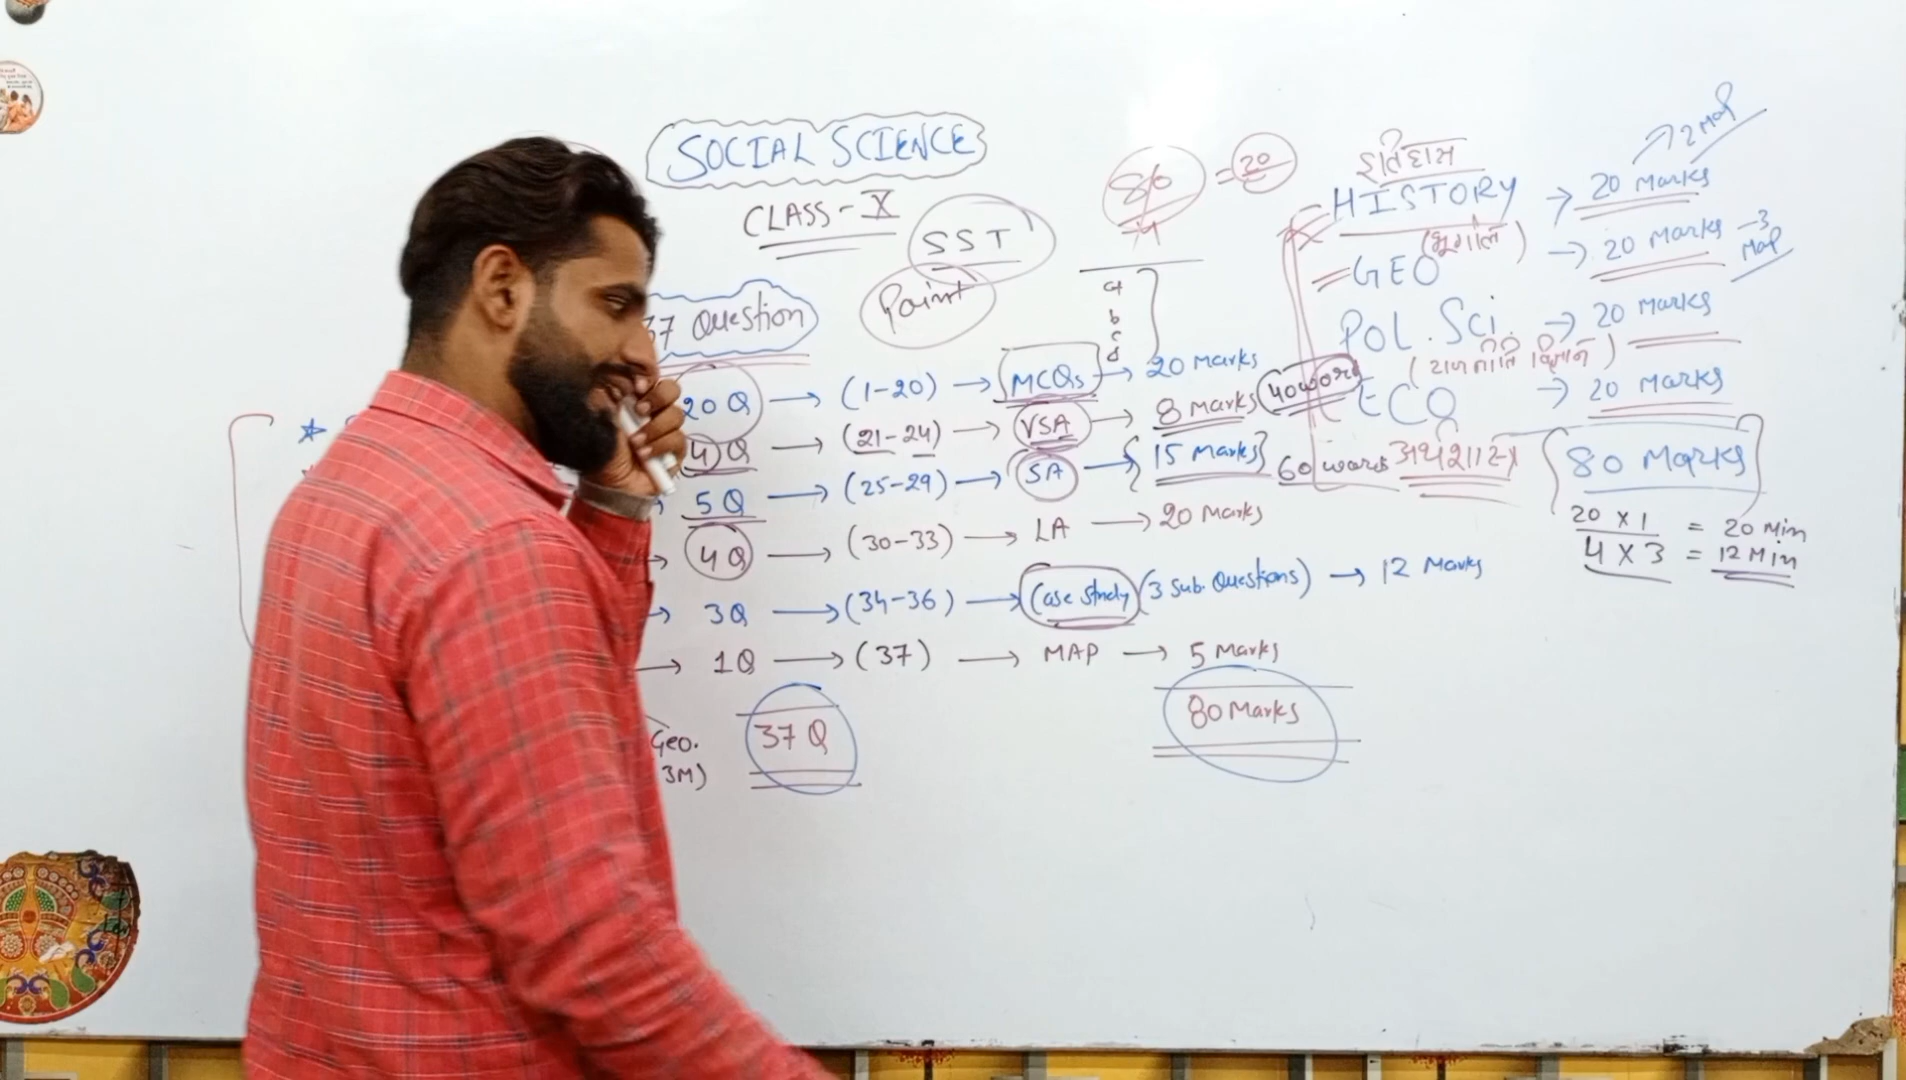 SOCIAL SCIENCE
CLASS-X
SST
Point
37 Question
80/4 = 20
a
b
c
d
20 Q → (1-20) → MCQs → 20 Marks
4 Q → (21-24) → VSA → 8 Marks 40 word
5 Q → (25-29) → SA → 15 Marks 60 words
4 Q → (30-33) → LA → 20 Marks
3 Q → (34-36) → Case Study (3 Sub. Questions) → 12 Marks
1 Q → (37) → MAP → 5 Marks
Geo.
3M)
37 Q
80 Marks
इतिहास
HISTORY → 20 Marks → 2 Map
(भूगोल)
GEO → 20 Marks - 3 Map
POL. Sci. → 20 Marks
ECO → 20 Marks
80 Marks
20 X 1 = 20 Min
4 X 3 = 12 Min